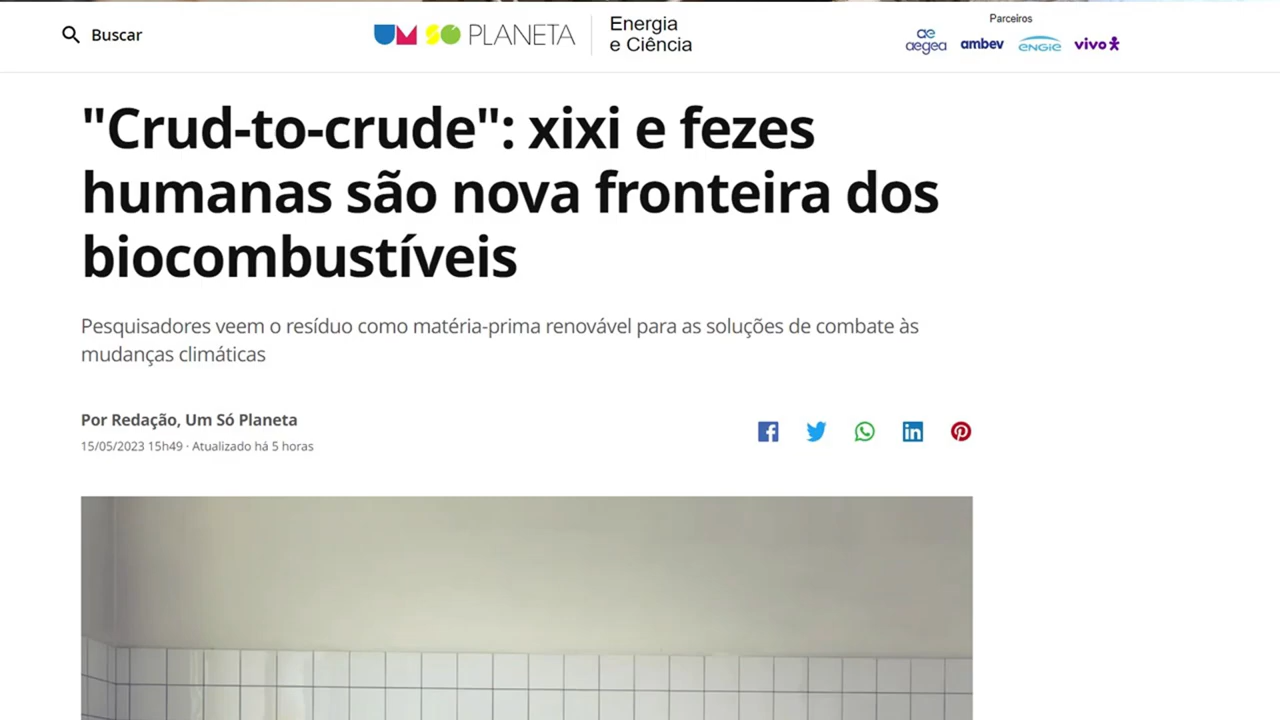 Buscar
UM SÓ PLANETA
Energia
e Ciência
Parceiros
ae
aegea
ambev
ENGIE
vivo
"Crud-to-crude": xixi e fezes
humanas são nova fronteira dos
biocombustíveis
Pesquisadores veem o resíduo como matéria-prima renovável para as soluções de combate às
mudanças climáticas
Por Redação, Um Só Planeta
15/05/2023 15h49 · Atualizado há 5 horas